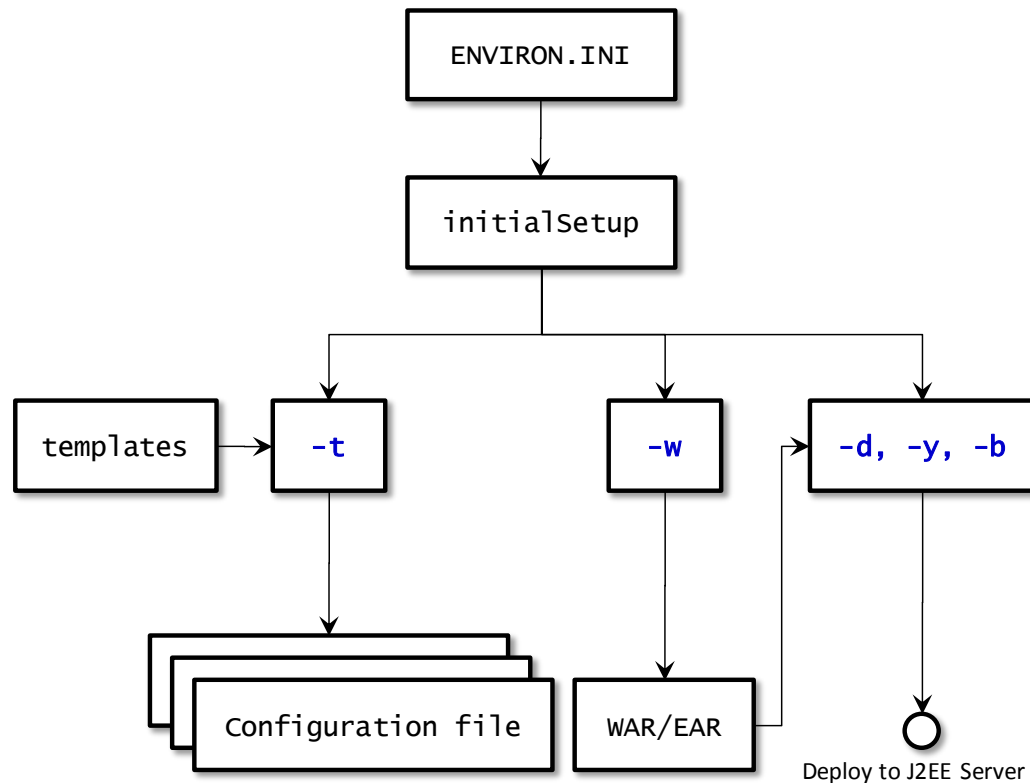 ENVIRON.INI
initialSetup
templates
-t
-w
-d, -y, -b
Configuration file
WAR/EAR
Deploy to J2EE Server